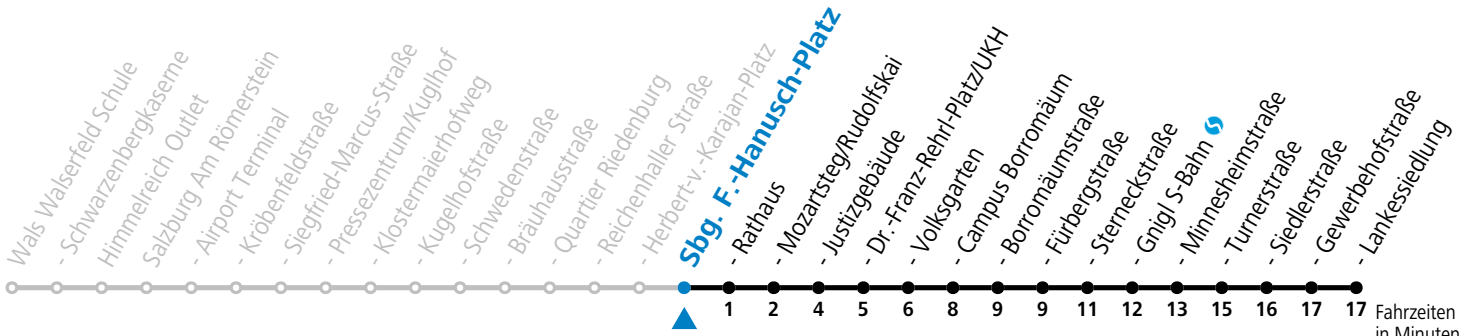 Wals Walserfeld Schule
- Schwarzenbergkaserne
Himmelreich Outlet
Salzburg Am Römerstein
- Airport Terminal
- Kröbenfeldstraße
- Siegfried-Marcus-Straße
- Pressezentrum/Kuglhof
- Klostermaierhofweg
- Kugelhofstraße
- Schwedenstraße
- Bräuhausstraße
- Quartier Riedenburg
- Reichenhaller Straße
- Herbert-v.-Karajan-Platz
Sbg. F.-Hanusch-Platz
- Rathaus
- Mozartsteg/Rudolfskai
- Justizgebäude
- Dr.-Franz-Rehrl-Platz/UKH
- Volksgarten
- Campus Borromäum
- Borromäumstraße
- Fürbergstraße
- Sterneckstraße
- Gnigl S-Bahn
- Minnesheimstraße
- Turnerstraße
- Siedlerstraße
- Gewerbehofstraße
- Lankessiedlung
1 2 4 5 6 8 9 9 11 12 13 15 16 17 17 Fahrzeiten
in Minuten